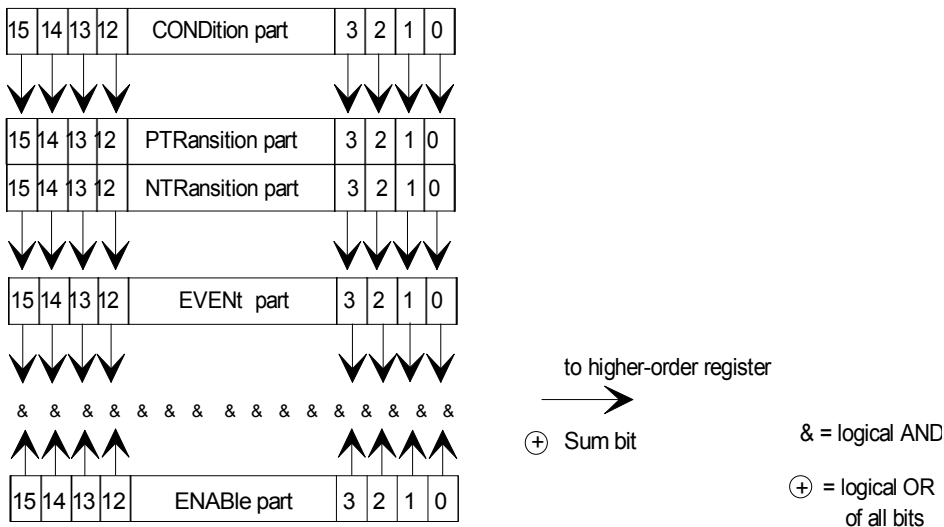 15 14 13 12 CONDition part 3 2 1 0
15 14 13 12 PTRansition part 3 2 1 0
15 14 13 12 NTRansition part 3 2 1 0
15 14 13 12 EVENt part 3 2 1 0
to higher-order register
& & & & & & & & & & & & & & & &
+ Sum bit
& = logical AND
15 14 13 12 ENABle part 3 2 1 0
+ = logical OR
of all bits